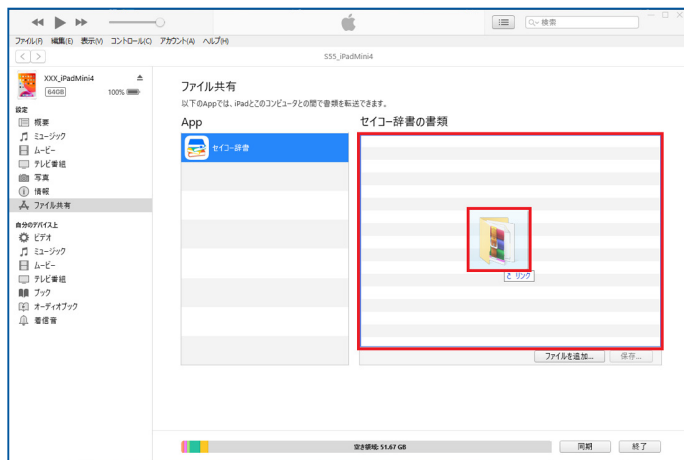 検索
ファイル(F) 編集(E) 表示(V) コントロール(C) アカウント(A) ヘルプ(H)
S55_iPadMini4
XXX_iPadMini4
64GB 100%
設定
概要
ミュージック
ムービー
テレビ番組
写真
情報
ファイル共有
自分のデバイス上
ビデオ
ミュージック
ムービー
テレビ番組
ブック
オーディオブック
着信音
ファイル共有
以下のAppでは、iPadとこのコンピュータとの間で書類を転送できます。
App
セイコー辞書
セイコー辞書の書類
リンク
ファイルを追加... 保存...
空き領域: 51.67 GB
同期 終了